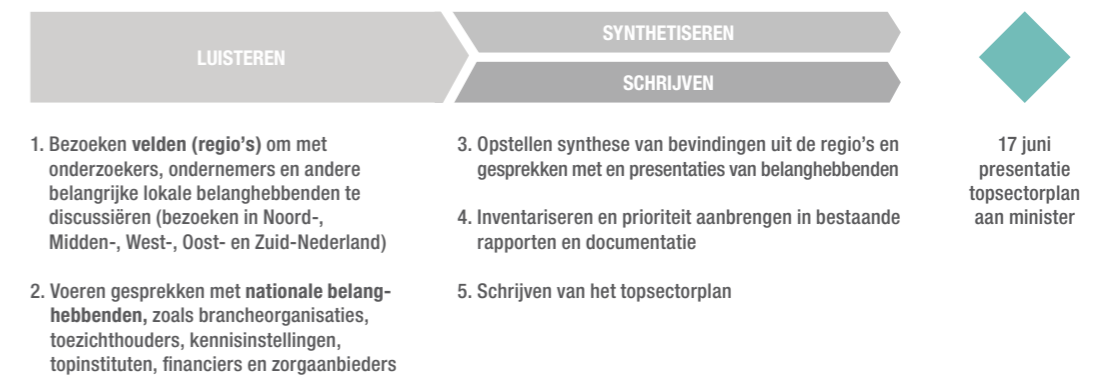 LUISTEREN
SYNTHETISEREN
SCHRIJVEN
1. Bezoeken velden (regio's) om met
onderzoekers, ondernemers en andere
belangrijke lokale belanghebbenden te
discussiëren (bezoeken in Noord-,
Midden-, West-, Oost- en Zuid-Nederland)
2. Voeren gesprekken met nationale belang-
hebbenden, zoals brancheorganisaties,
toezichthouders, kennisinstellingen,
topinstituten, financiers en zorgaanbieders
3. Opstellen synthese van bevindingen uit de regio's en
gesprekken met en presentaties van belanghebbenden
4. Inventariseren en prioriteit aanbrengen in bestaande
rapporten en documentatie
5. Schrijven van het topsectorplan
17 juni
presentatie
topsectorplan
aan minister